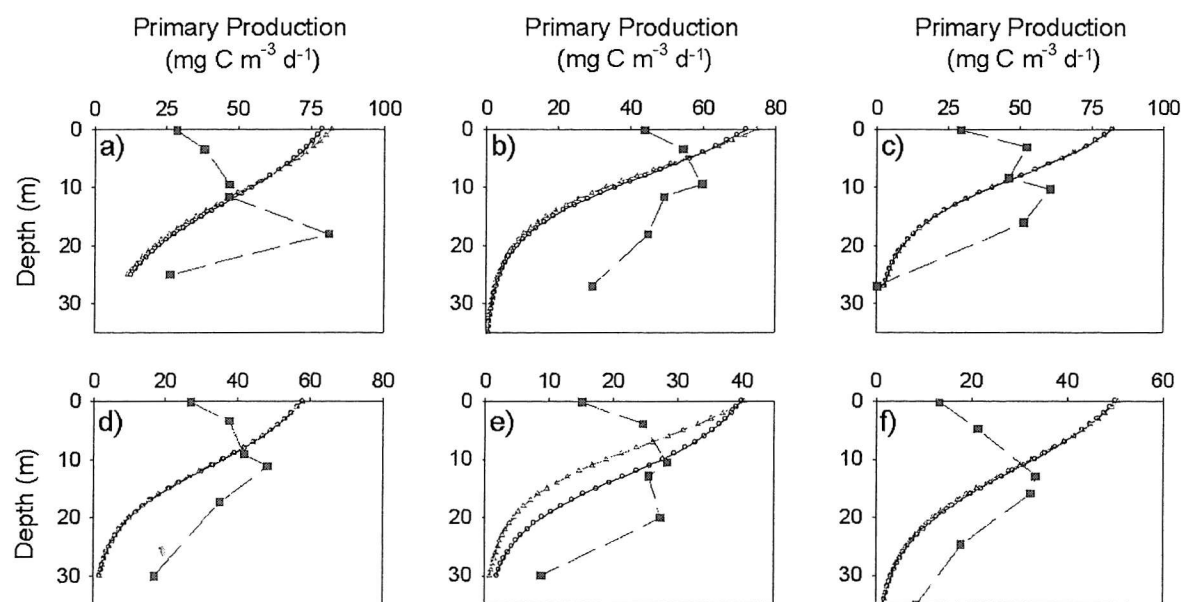 Primary Production Primary Production Primary Production
(mg C m⁻³ d⁻¹) (mg C m⁻³ d⁻¹) (mg C m⁻³ d⁻¹)
0 25 50 75 100 0 20 40 60 80 0 25 50 75 100
0 0 0
a) b) c)
10 10 10
Depth (m)
20 20 20
30 30 30
0 20 40 60 80 0 10 20 30 40 0 20 40 60
0 0 0
d) e) f)
10 10 10
Depth (m)
20 20 20
30 30 30